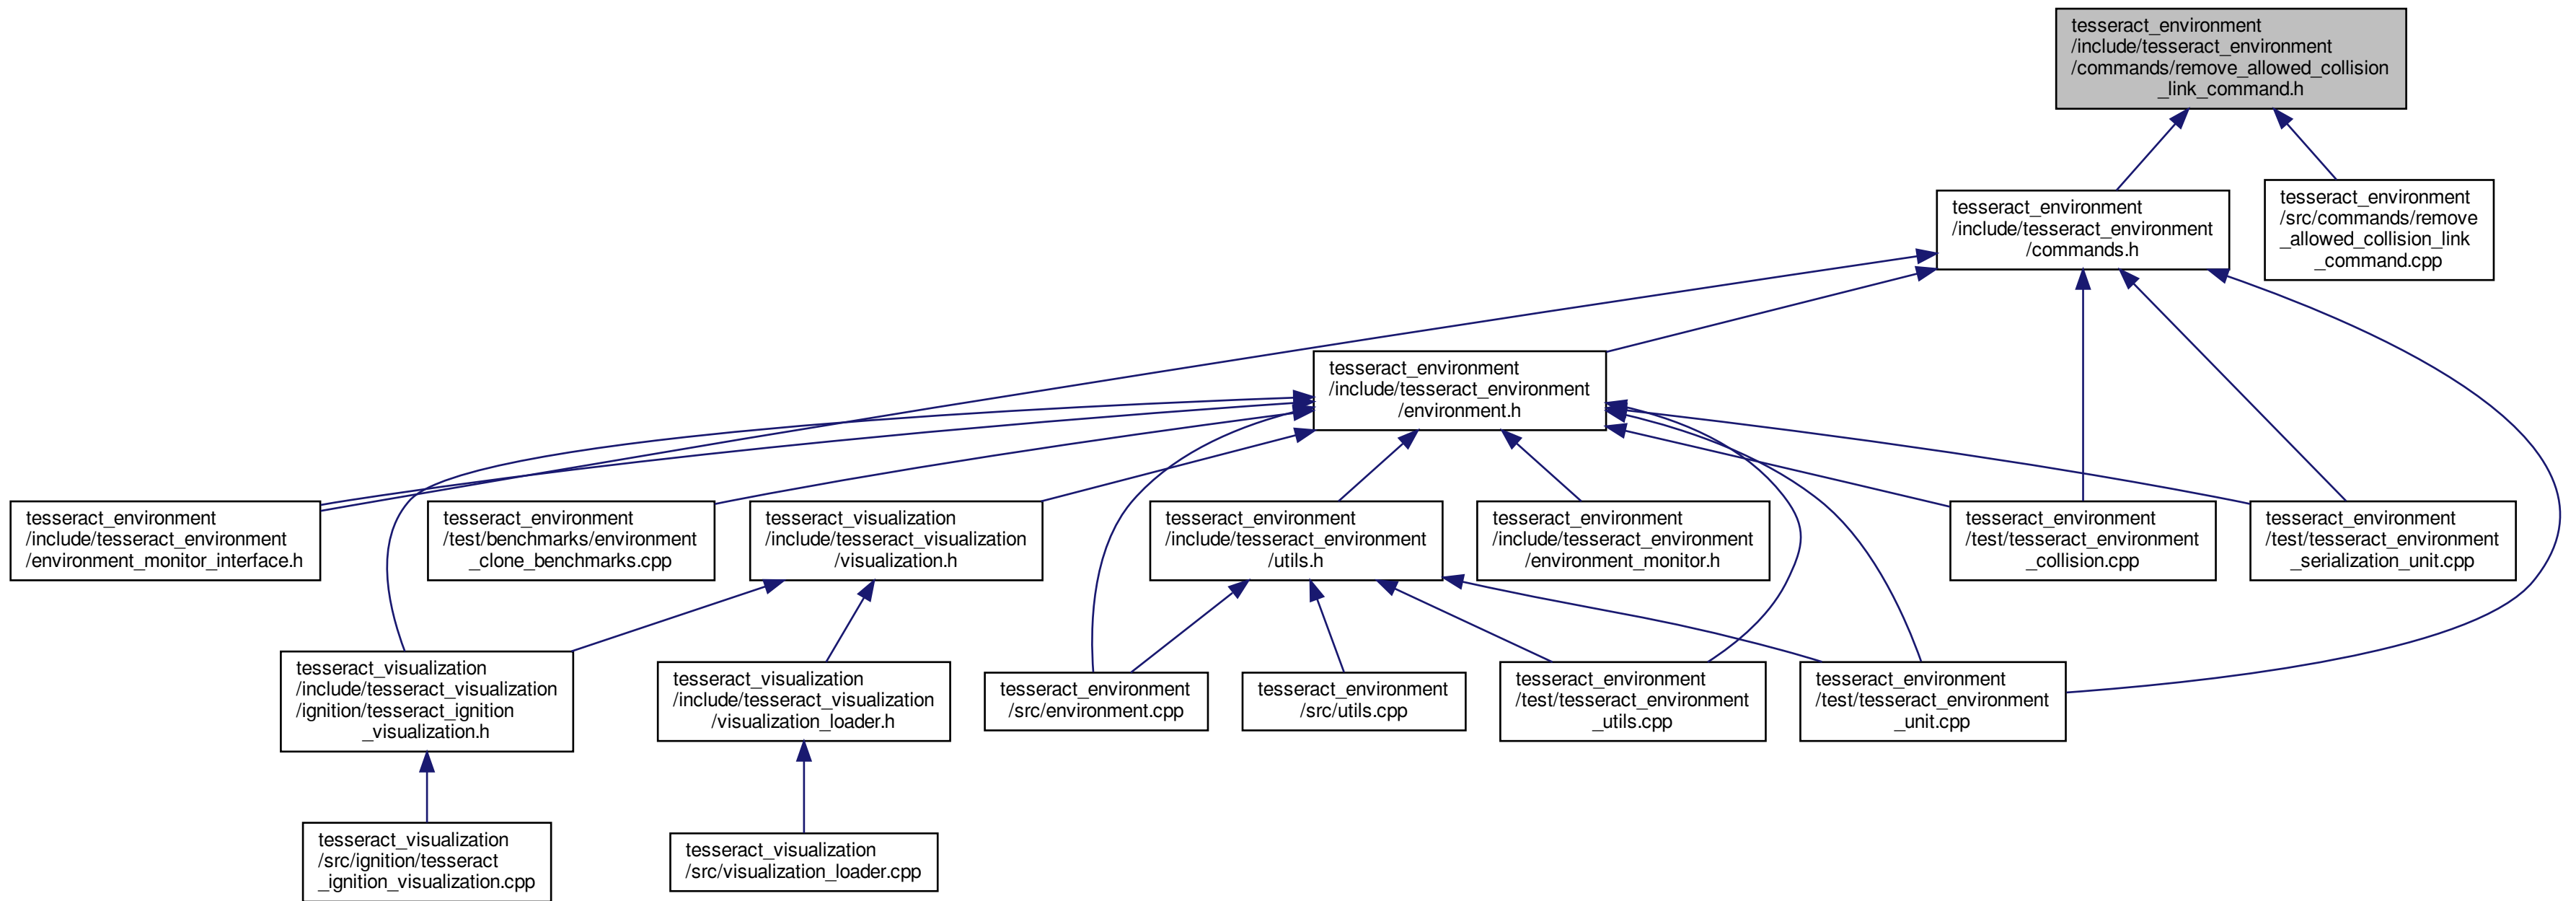 tesseract_environment
/include/tesseract_environment
/commands/remove_allowed_collision
_link_command.h
tesseract_environment
/include/tesseract_environment
/commands.h
tesseract_environment
/src/commands/remove
_allowed_collision_link
_command.cpp
tesseract_environment
/include/tesseract_environment
/environment.h
tesseract_environment
/include/tesseract_environment
/environment_monitor_interface.h
tesseract_environment
/test/benchmarks/environment
_clone_benchmarks.cpp
tesseract_visualization
/include/tesseract_visualization
/visualization.h
tesseract_environment
/include/tesseract_environment
/utils.h
tesseract_environment
/include/tesseract_environment
/environment_monitor.h
tesseract_environment
/test/tesseract_environment
_collision.cpp
tesseract_environment
/test/tesseract_environment
_serialization_unit.cpp
tesseract_visualization
/include/tesseract_visualization
/ignition/tesseract_ignition
_visualization.h
tesseract_visualization
/include/tesseract_visualization
/visualization_loader.h
tesseract_environment
/src/environment.cpp
tesseract_environment
/src/utils.cpp
tesseract_environment
/test/tesseract_environment
_utils.cpp
tesseract_environment
/test/tesseract_environment
_unit.cpp
tesseract_visualization
/src/ignition/tesseract
_ignition_visualization.cpp
tesseract_visualization
/src/visualization_loader.cpp